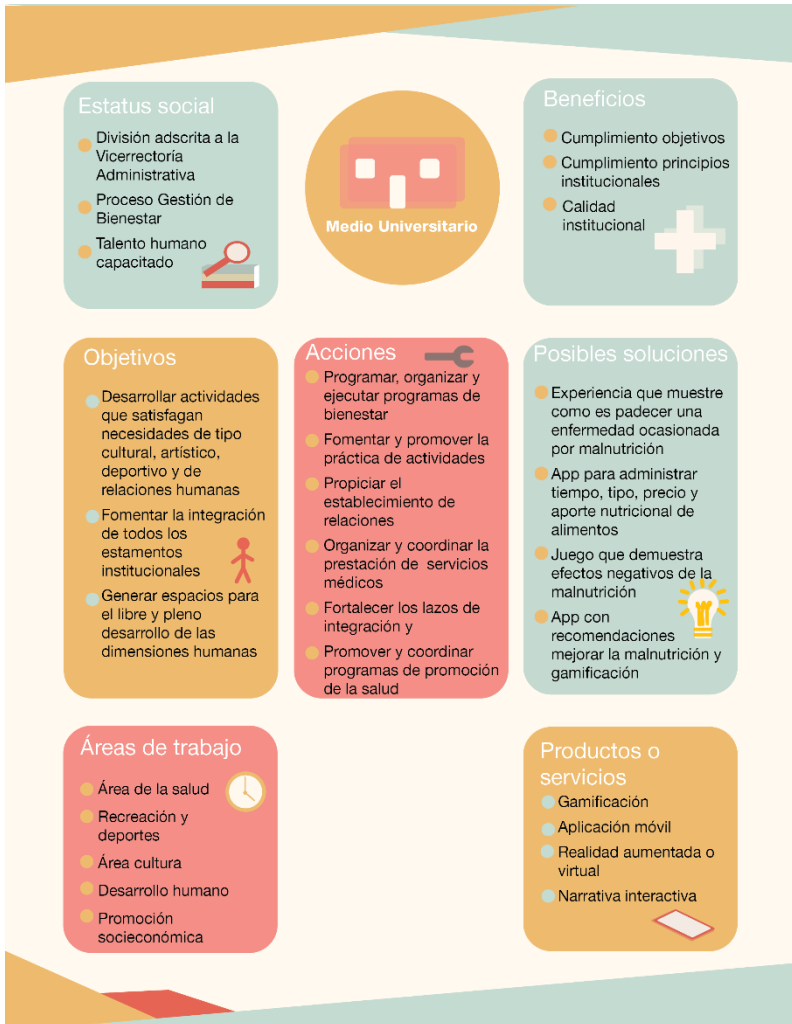 Estatus social
División adscrita a la
Vicerrectoría
Administrativa
Proceso Gestión de
Bienestar
Talento humano
capacitado
Medio Universitario
Beneficios
Cumplimiento objetivos
Cumplimiento principios
institucionales
Calidad
institucional
Objetivos
Desarrollar actividades
que satisfagan
necesidades de tipo
cultural, artístico,
deportivo y de
relaciones humanas
Fomentar la integración
de todos los
estamentos
institucionales
Generar espacios para
el libre y pleno
desarrollo de las
dimensiones humanas
Acciones
Programar, organizar y
ejecutar programas de
bienestar
Fomentar y promover la
práctica de actividades
Propiciar el
establecimiento de
relaciones
Organizar y coordinar la
prestación de servicios
médicos
Fortalecer los lazos de
integración y
Promover y coordinar
programas de promoción
de la salud
Posibles soluciones
Experiencia que muestre
como es padecer una
enfermedad ocasionada
por malnutrición
App para administrar
tiempo, tipo, precio y
aporte nutricional de
alimentos
Juego que demuestra
efectos negativos de la
malnutrición
App con
recomendaciones
mejorar la malnutrición y
gamificación
Áreas de trabajo
Área de la salud
Recreación y
deportes
Área cultura
Desarrollo humano
Promoción
socieconómica
Productos o
servicios
Gamificación
Aplicación móvil
Realidad aumentada o
virtual
Narrativa interactiva